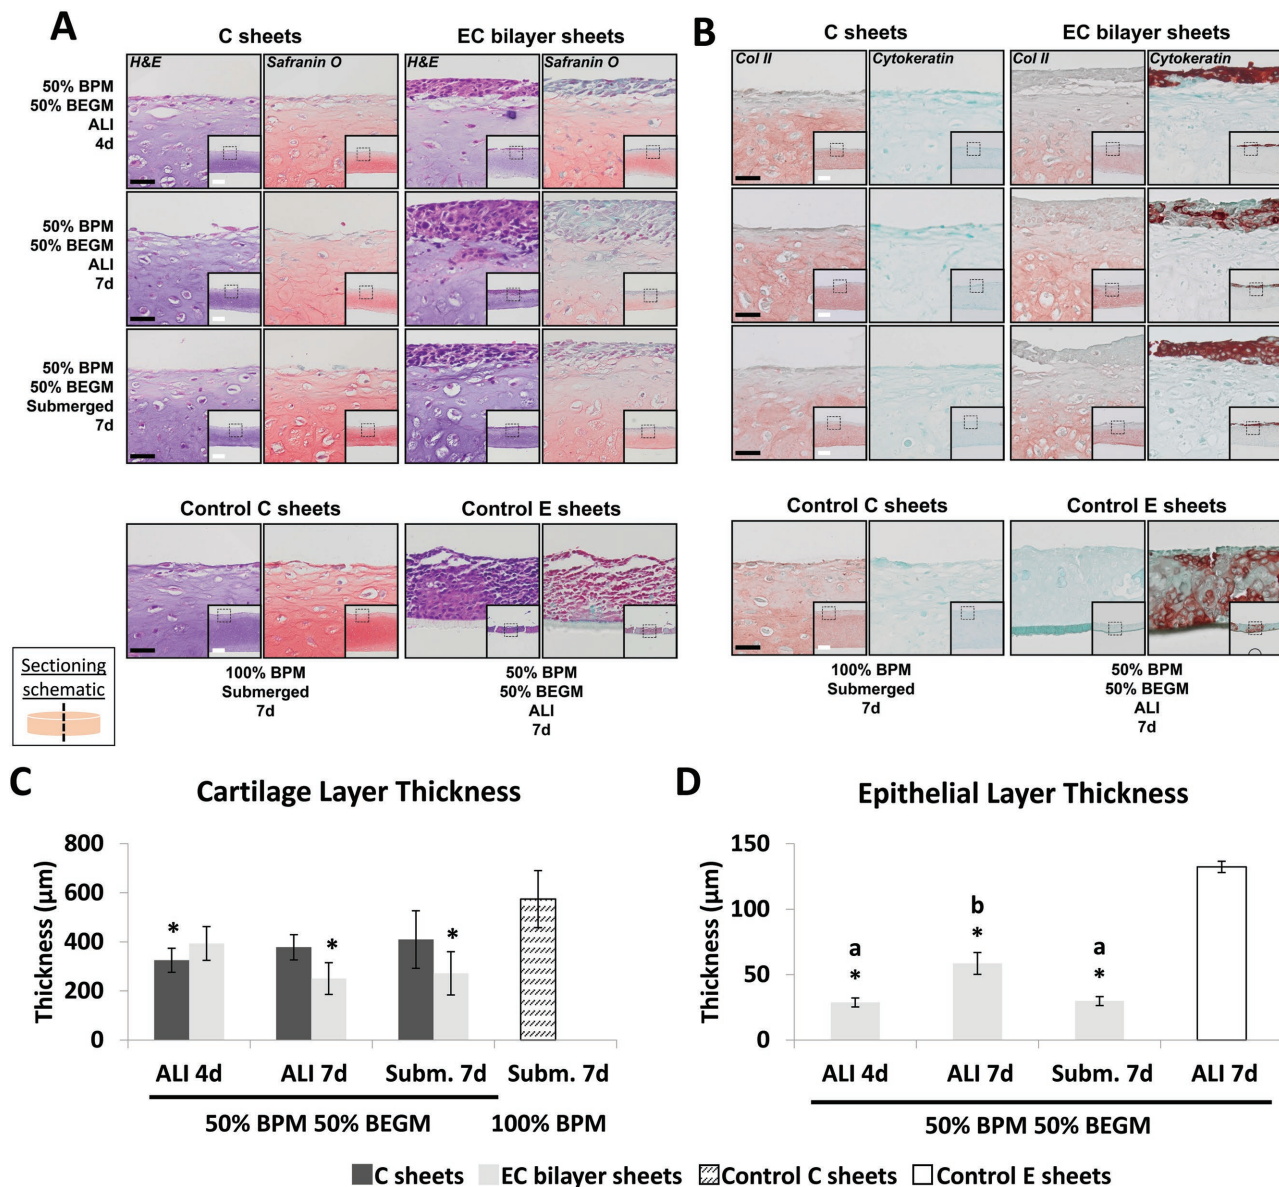 A
C sheets
EC bilayer sheets
H&E
Safranin O
H&E
Safranin O
50% BPM
50% BEGM
ALI
4d
50% BPM
50% BEGM
ALI
7d
50% BPM
50% BEGM
Submerged
7d
Control C sheets
Control E sheets
100% BPM
Submerged
7d
50% BPM
50% BEGM
ALI
7d
Sectioning
schematic
B
C sheets
EC bilayer sheets
Col II
Cytokeratin
Col II
Cytokeratin
Control C sheets
Control E sheets
100% BPM
Submerged
7d
50% BPM
50% BEGM
ALI
7d
C
Cartilage Layer Thickness
Thickness (µm)
800
600
400
200
0
*
*
*
ALI 4d
ALI 7d
Subm. 7d
Subm. 7d
50% BPM 50% BEGM
100% BPM
D
Epithelial Layer Thickness
Thickness (µm)
150
100
50
0
a
*
b
*
a
*
ALI 4d
ALI 7d
Subm. 7d
ALI 7d
50% BPM 50% BEGM
C sheets
EC bilayer sheets
Control C sheets
Control E sheets